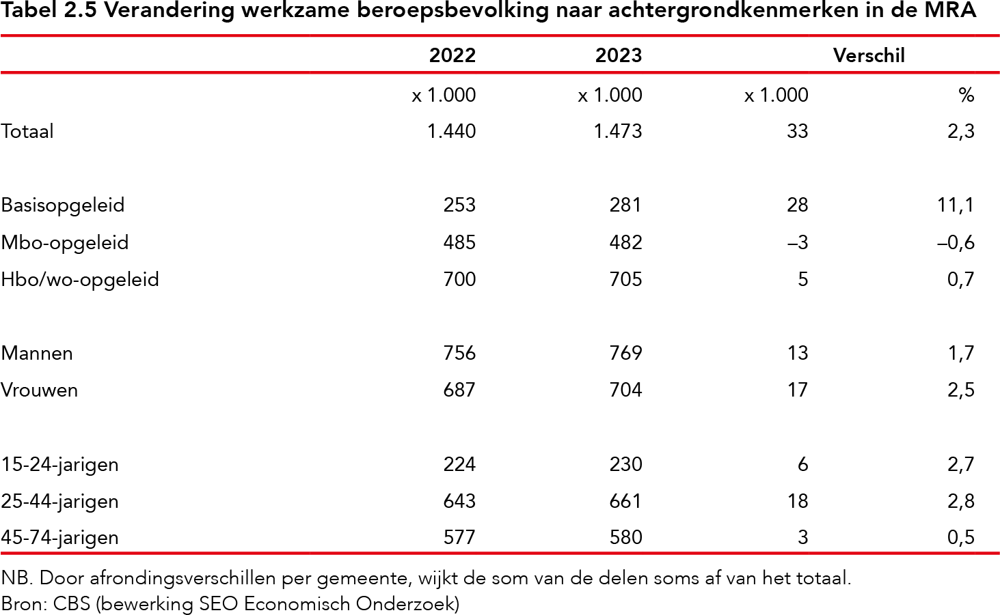 Tabel 2.5 Verandering werkzame beroepsbevolking naar achtergrondkenmerken in de MRA
2022 2023 Verschil
x 1.000 x 1.000 x 1.000 %
Totaal 1.440 1.473 33 2,3
Basisopgeleid 253 281 28 11,1
Mbo-opgeleid 485 482 –3 –0,6
Hbo/wo-opgeleid 700 705 5 0,7
Mannen 756 769 13 1,7
Vrouwen 687 704 17 2,5
15-24-jarigen 224 230 6 2,7
25-44-jarigen 643 661 18 2,8
45-74-jarigen 577 580 3 0,5
NB. Door afrondingsverschillen per gemeente, wijkt de som van de delen soms af van het totaal.
Bron: CBS (bewerking SEO Economisch Onderzoek)